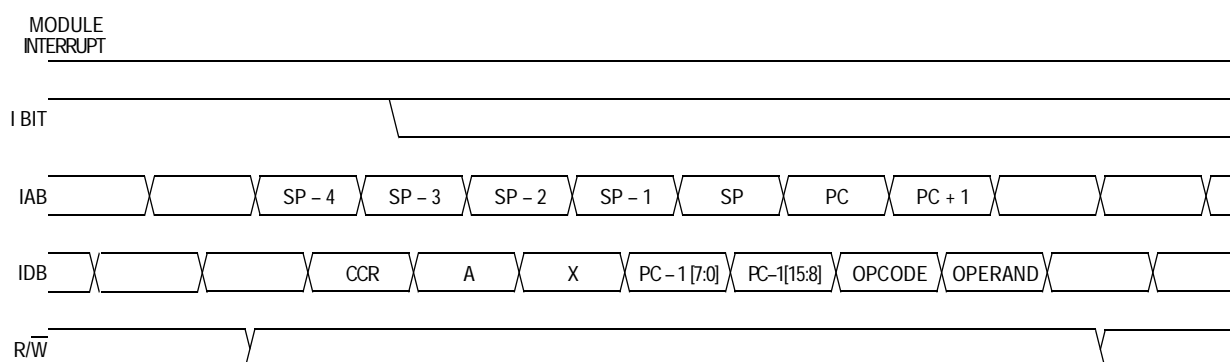 MODULE
INTERRUPT
I BIT
IAB SP – 4 SP – 3 SP – 2 SP – 1 SP PC PC + 1
IDB CCR A X PC – 1 [7:0] PC–1[15:8] OPCODE OPERAND
R/W̅